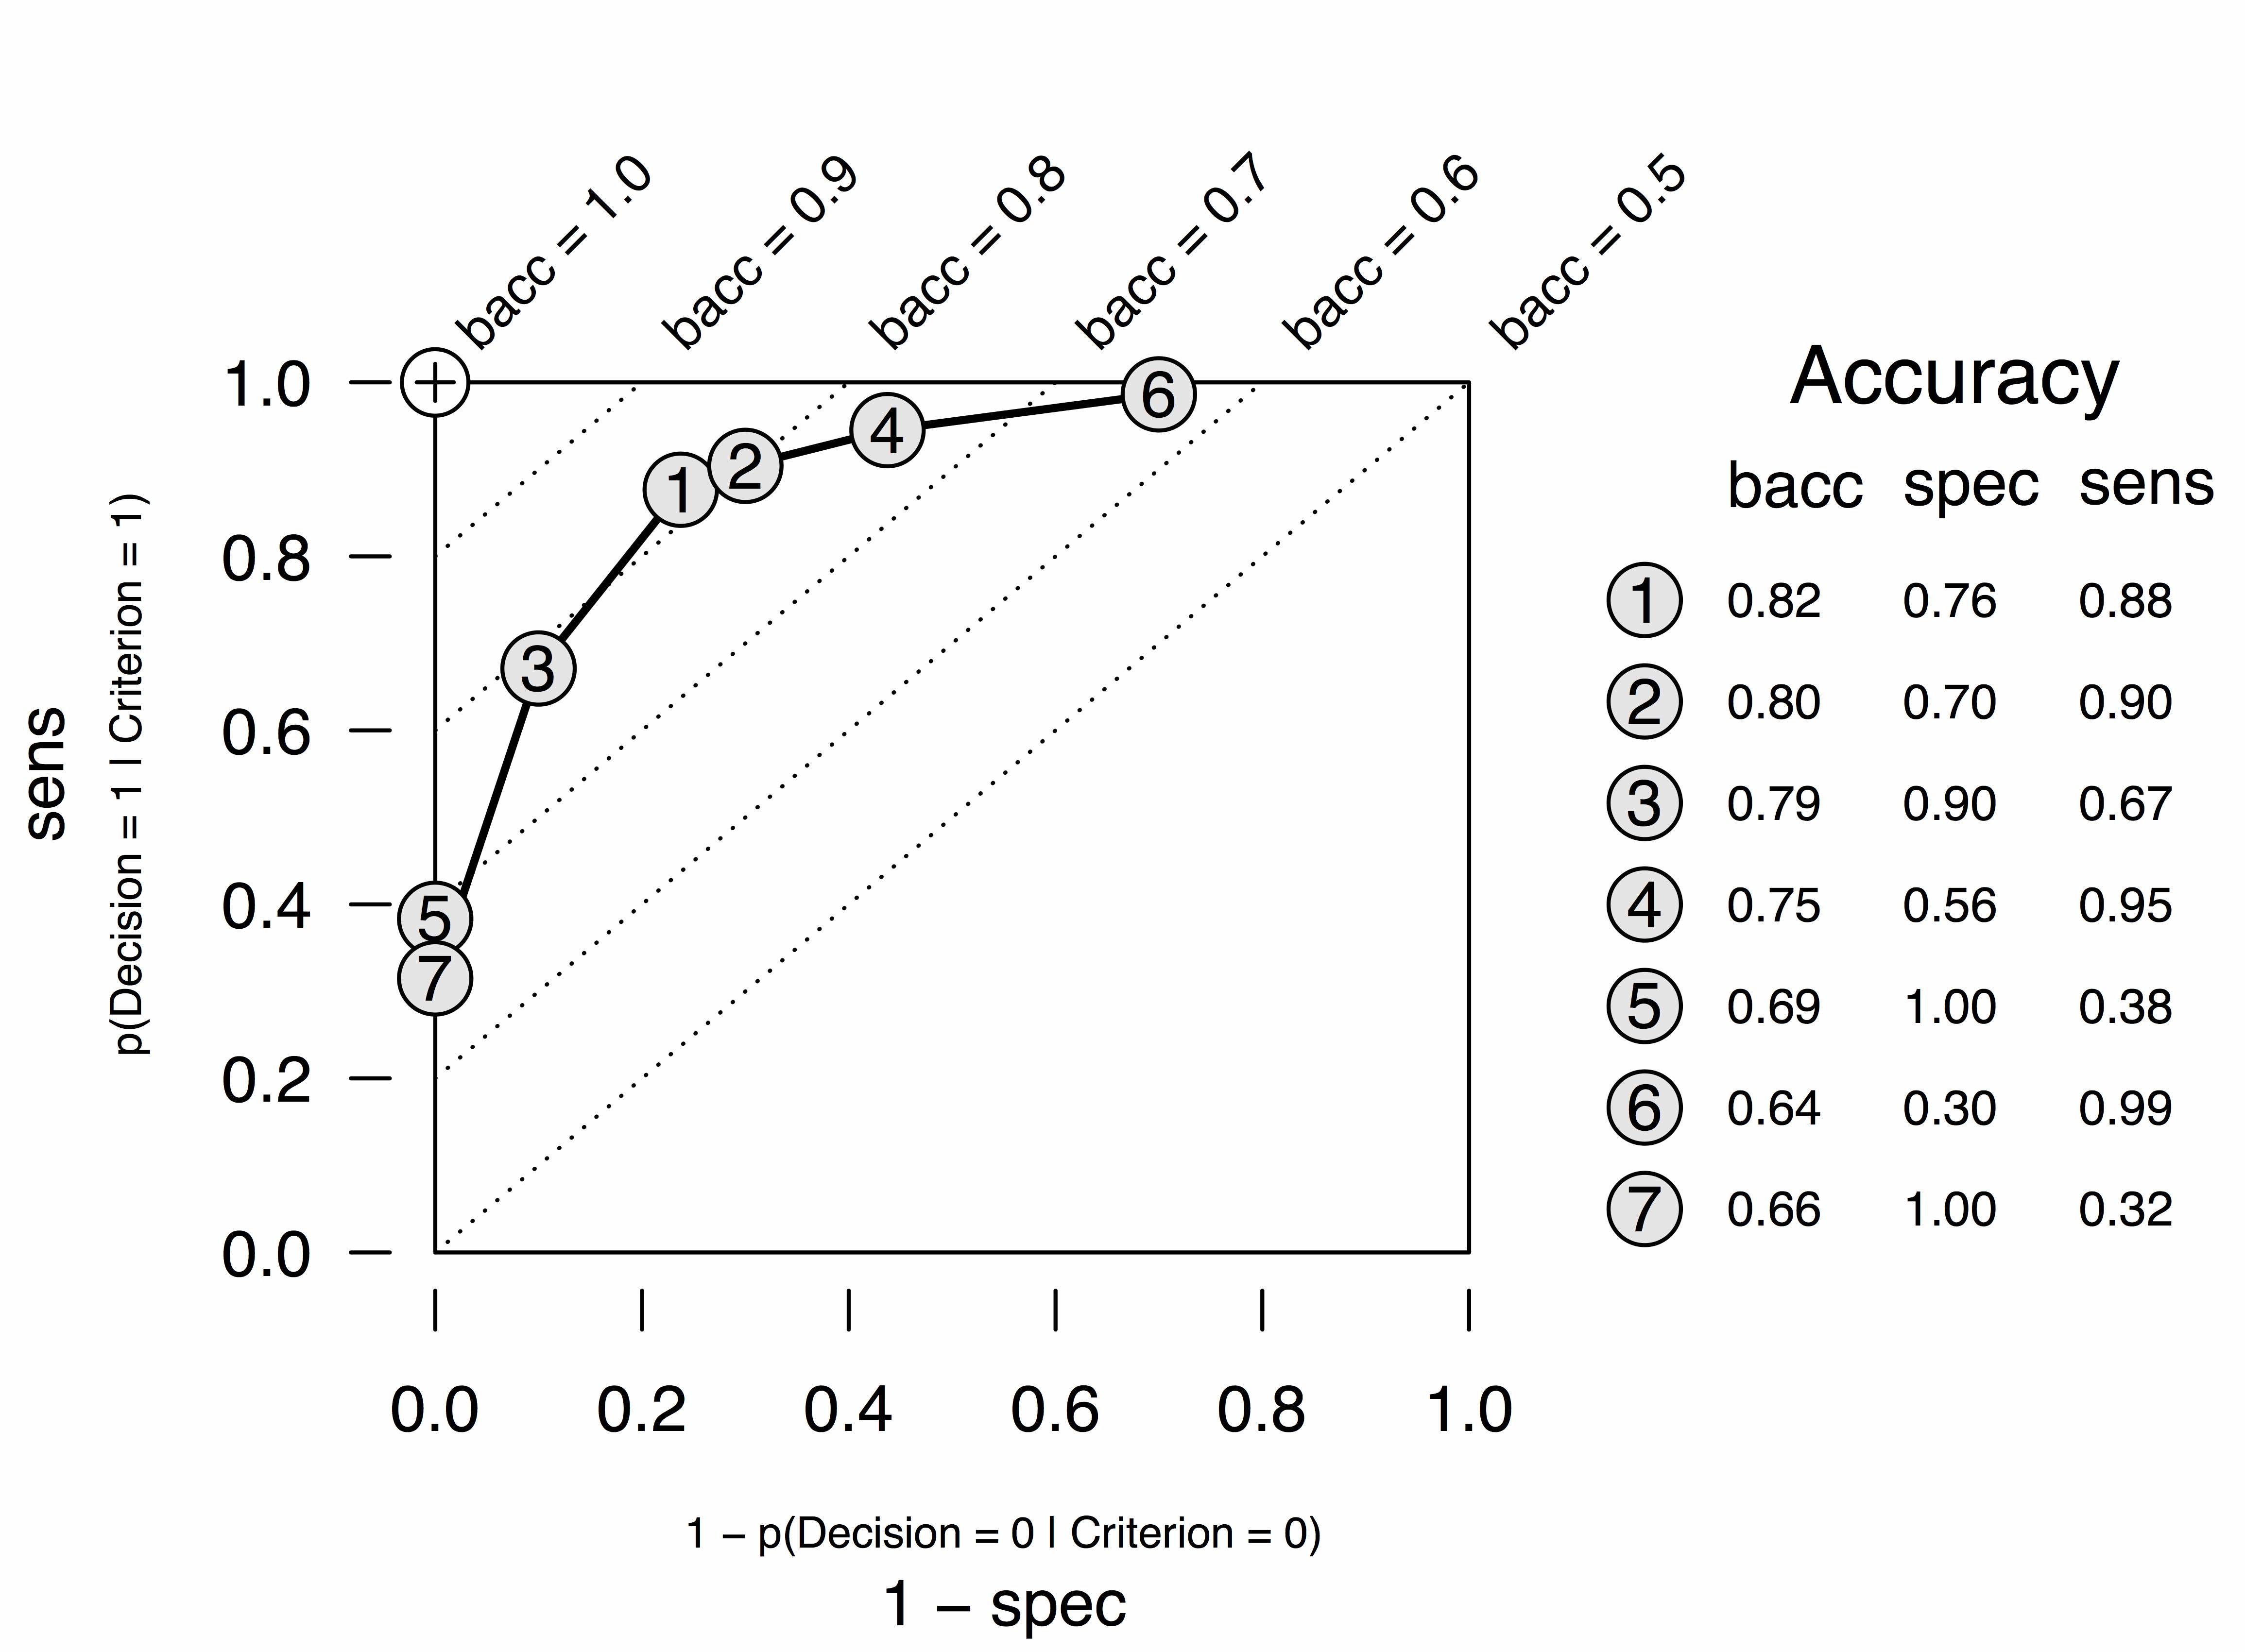 bacc = 1.0
bacc = 0.9
bacc = 0.8
bacc = 0.7
bacc = 0.6
bacc = 0.5
sens
p(Decision = 1 | Criterion = 1)
1.0
0.8
0.6
0.4
0.2
0.0
1
2
3
4
5
6
7
0.0 0.2 0.4 0.6 0.8 1.0
1 − p(Decision = 0 | Criterion = 0)
1 − spec
Accuracy
bacc spec sens
1 0.82 0.76 0.88
2 0.80 0.70 0.90
3 0.79 0.90 0.67
4 0.75 0.56 0.95
5 0.69 1.00 0.38
6 0.64 0.30 0.99
7 0.66 1.00 0.32